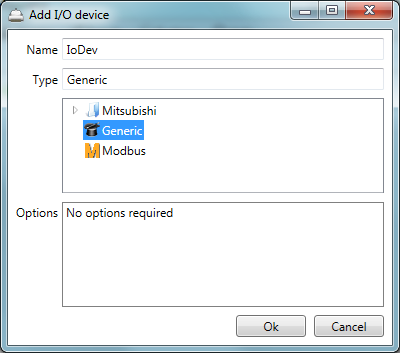 Add I/O device
Name IoDev
Type Generic
Mitsubishi
Generic
Modbus
Options No options required
Ok Cancel